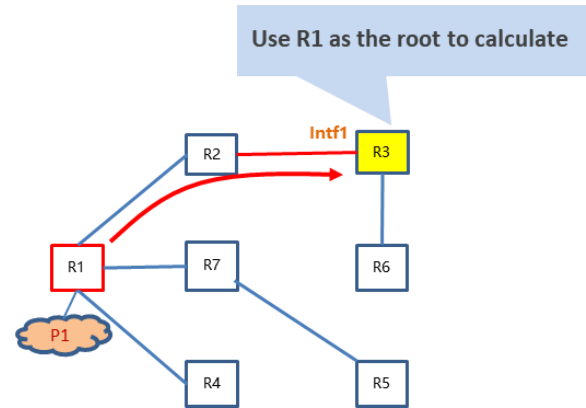 Use R1 as the root to calculate
Intf1
R2
R3
R1
R7
R6
P1
R4
R5